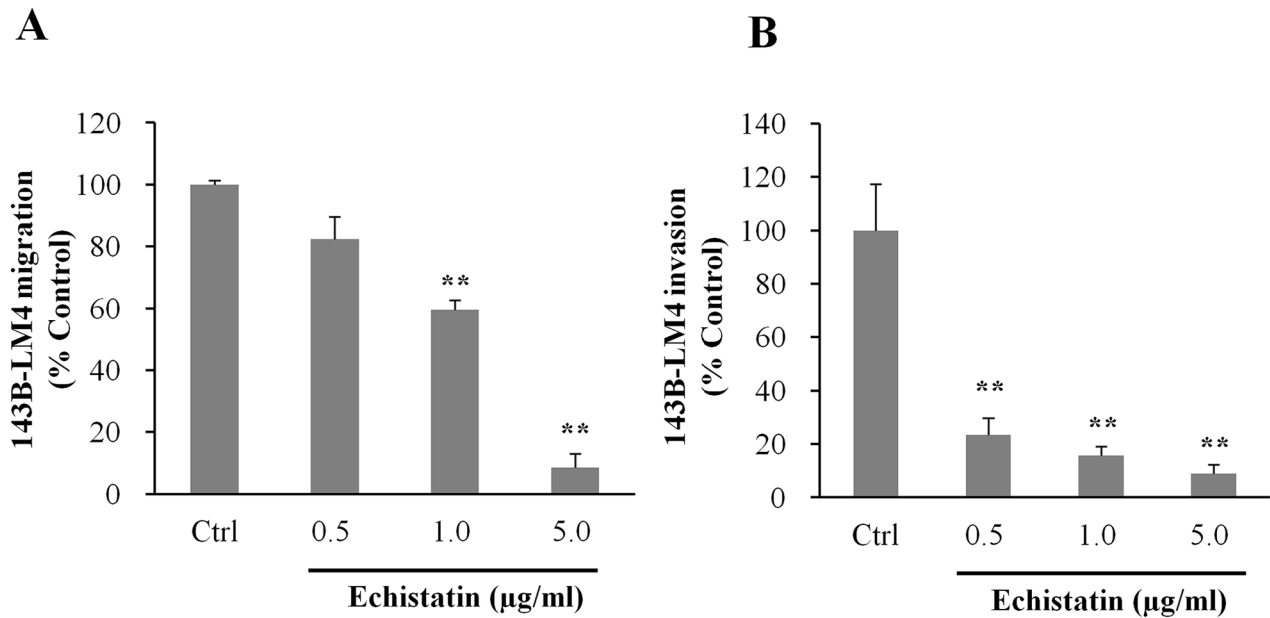 A
143B-LM4 migration
(% Control)
120
100
80
60
40
20
0
**
**
Ctrl 0.5 1.0 5.0
Echistatin (µg/ml)
B
143B-LM4 invasion
(% Control)
140
120
100
80
60
40
20
0
**
**
**
Ctrl 0.5 1.0 5.0
Echistatin (µg/ml)